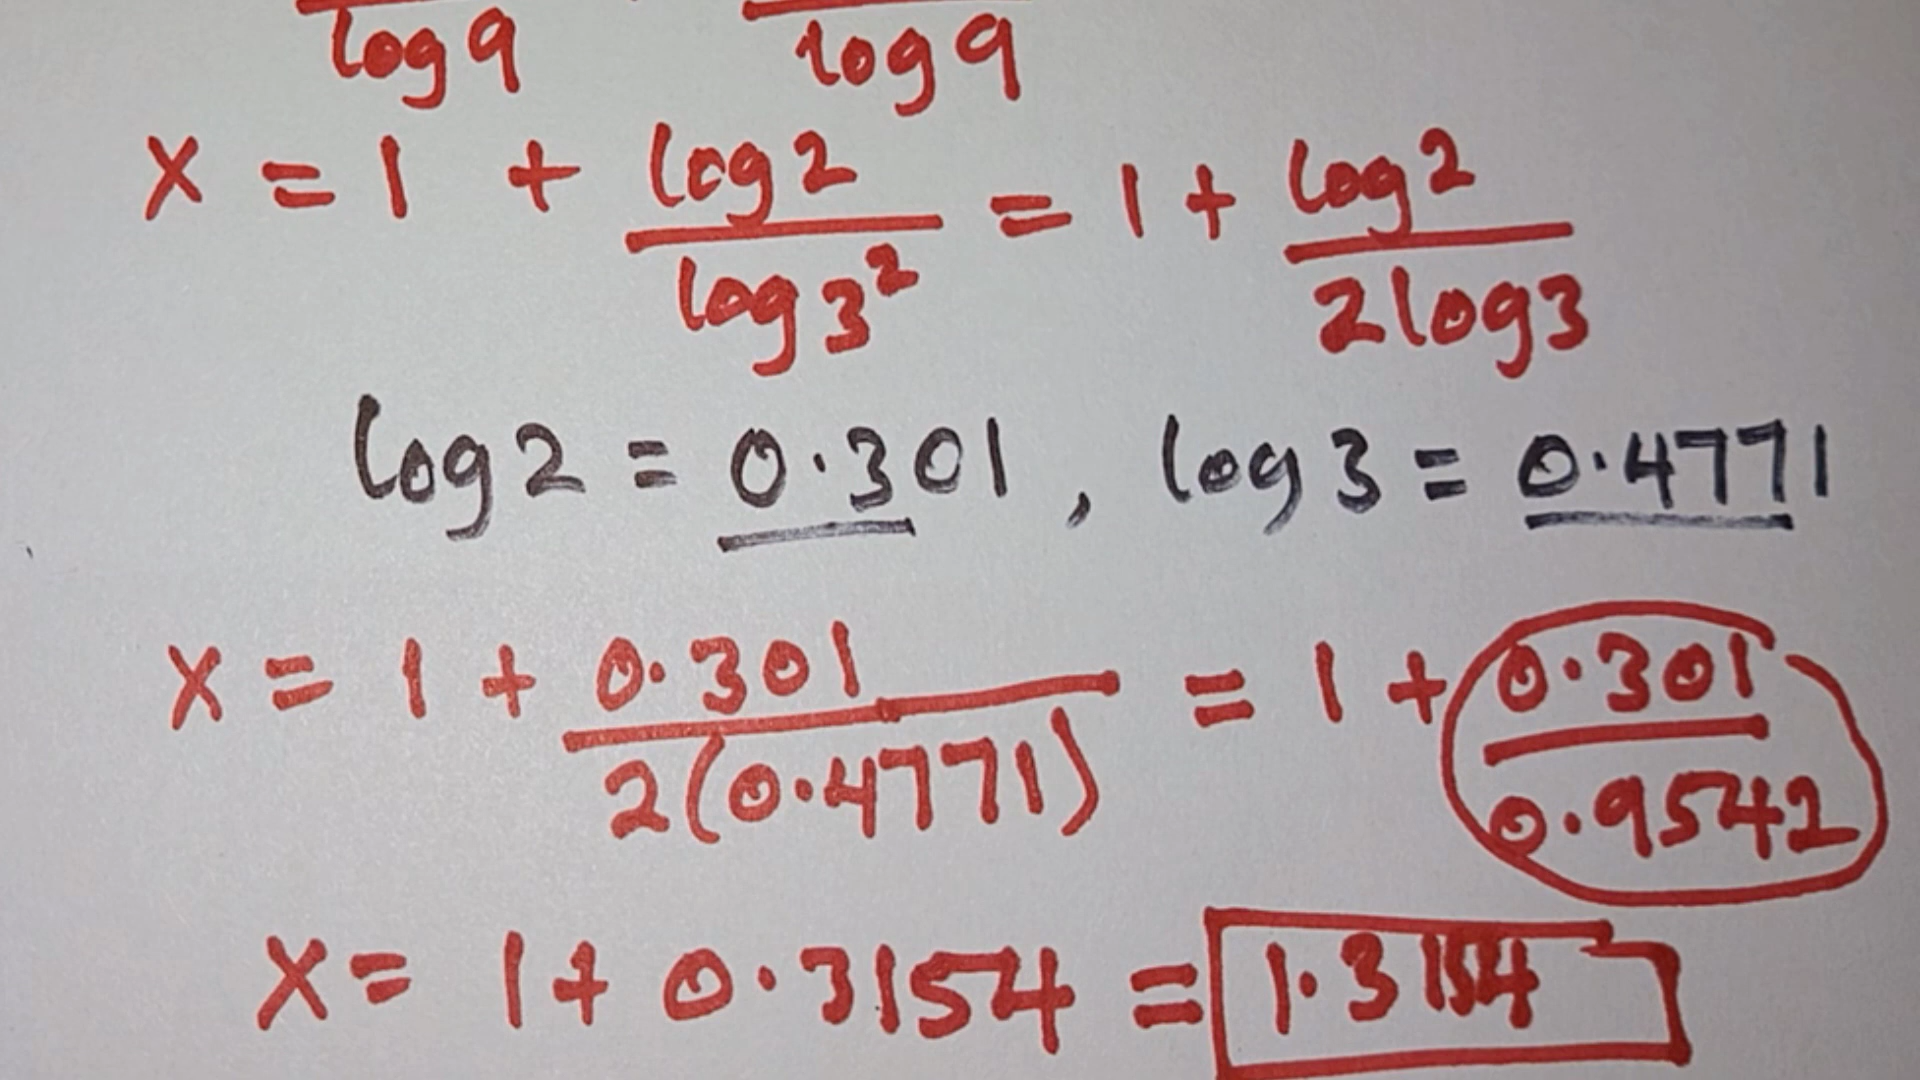 log9 log9
x = 1 + log2/log3² = 1 + log2/2log3
log2 = 0.301, log3 = 0.4771
x = 1 + 0.301/2(0.4771) = 1 + 0.301/0.9542
x = 1 + 0.3154 = 1.3154